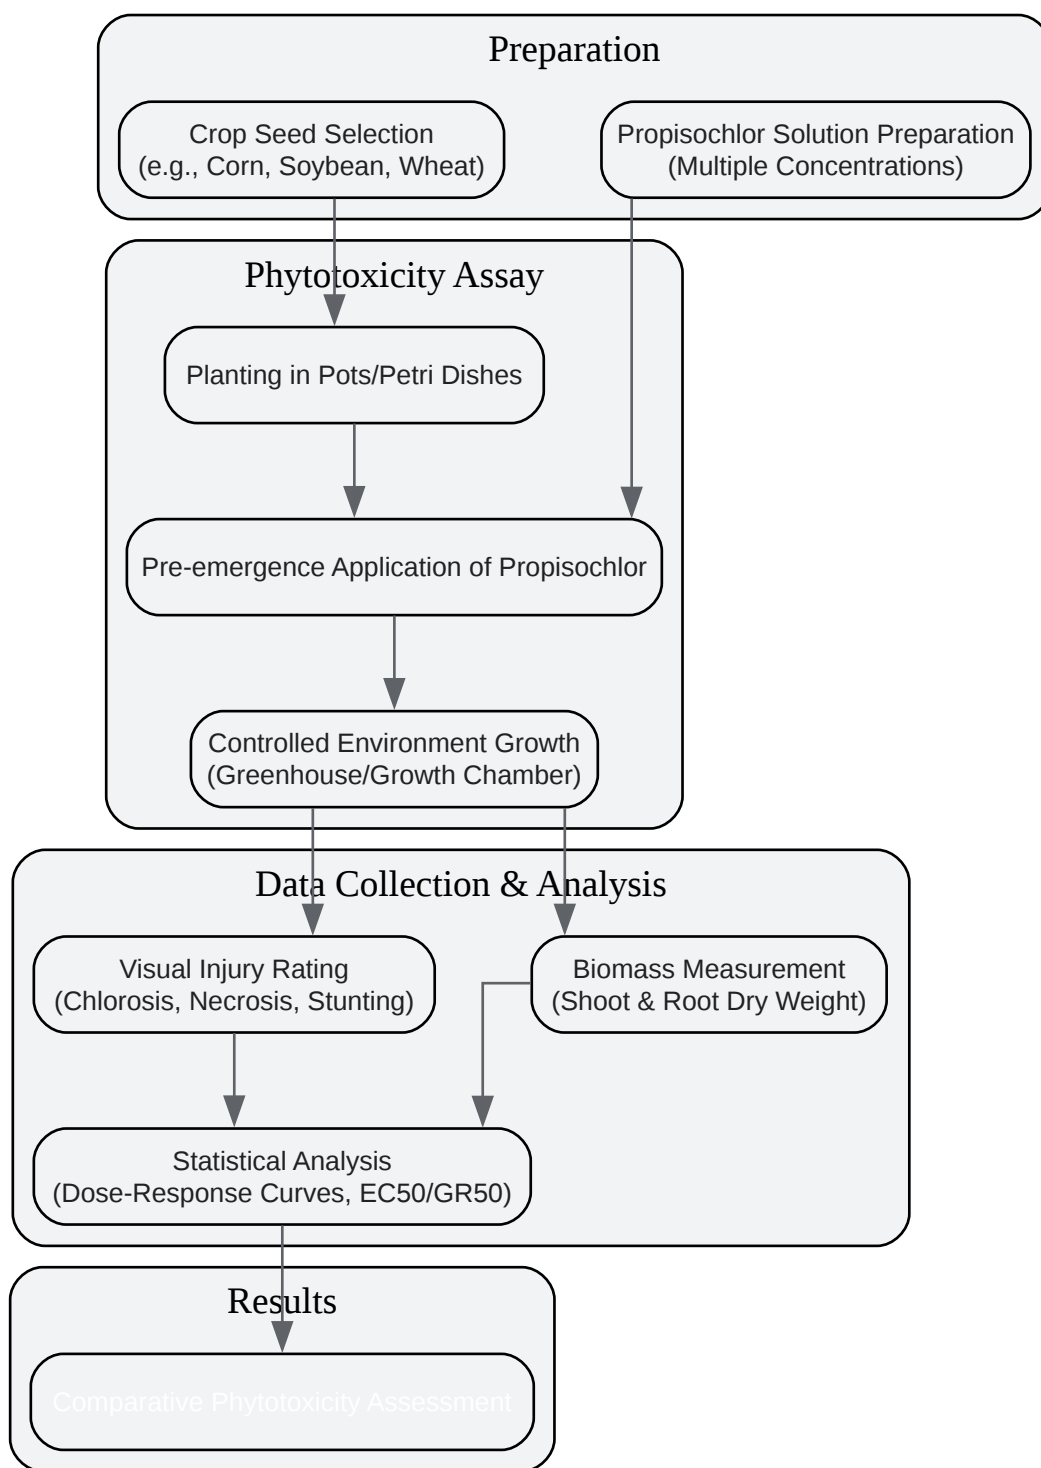 Preparation
Crop Seed Selection
(e.g., Corn, Soybean, Wheat)
Propisochlor Solution Preparation
(Multiple Concentrations)
Phytotoxicity Assay
Planting in Pots/Petri Dishes
Pre-emergence Application of Propisochlor
Controlled Environment Growth
(Greenhouse/Growth Chamber)
Data Collection & Analysis
Visual Injury Rating
(Chlorosis, Necrosis, Stunting)
Biomass Measurement
(Shoot & Root Dry Weight)
Statistical Analysis
(Dose-Response Curves, EC50/GR50)
Results
Comparative Phytotoxicity Assessment